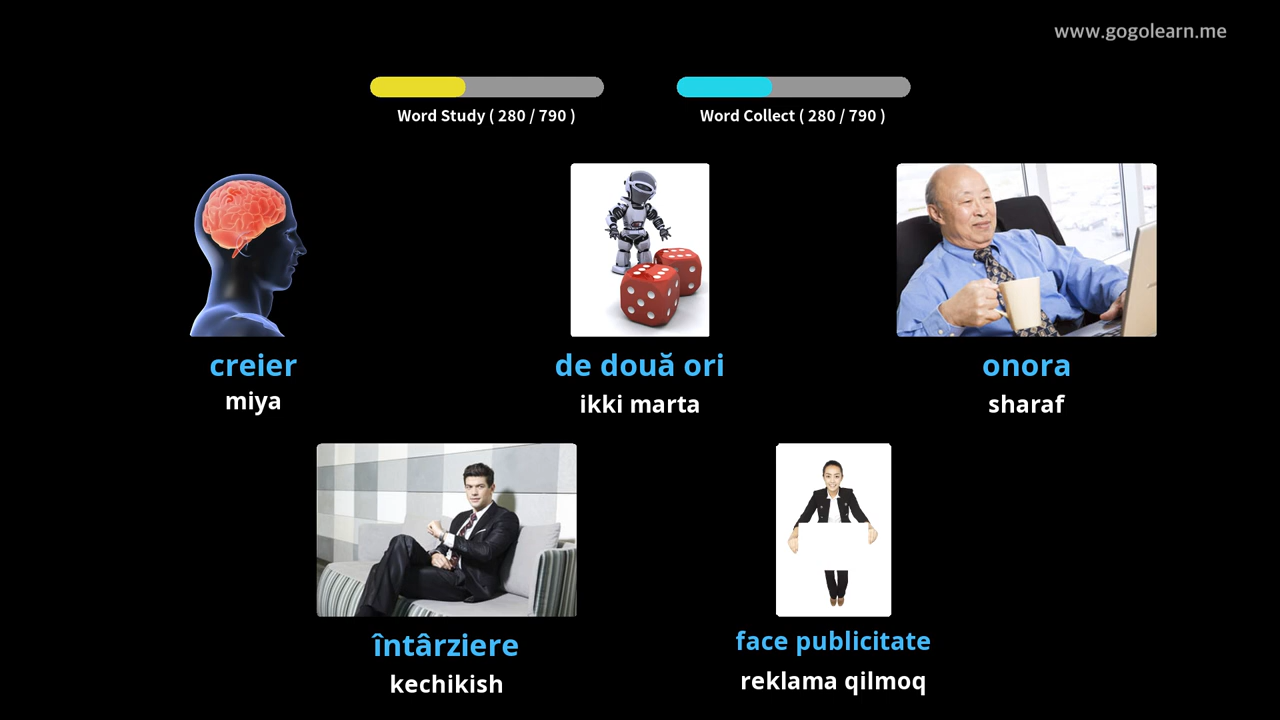 www.gogolearn.me
Word Study ( 280 / 790 )
Word Collect ( 280 / 790 )
creier
miya
de două ori
ikki marta
onora
sharaf
întârziere
kechikish
face publicitate
reklama qilmoq